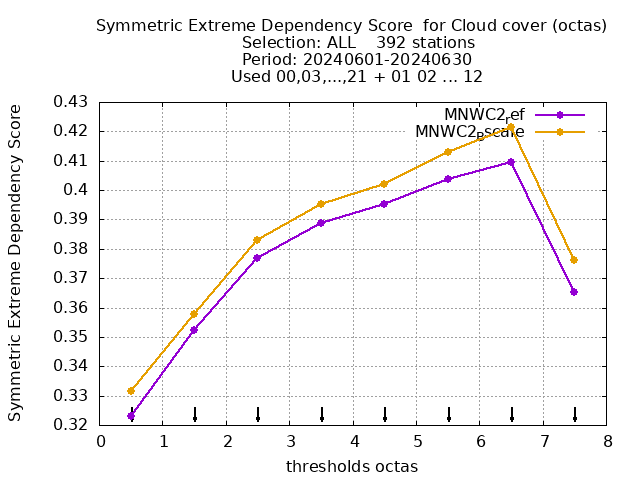 Symmetric Extreme Dependency Score  for Cloud cover (octas)
Selection: ALL    392 stations
Period: 20240601-20240630
Used 00,03,...,21 + 01 02 ... 12
MNWC2ref
MNWC2pscale
Symmetric Extreme Dependency Score
0.43
0.42
0.41
0.4
0.39
0.38
0.37
0.36
0.35
0.34
0.33
0.32
0 1 2 3 4 5 6 7 8
thresholds octas